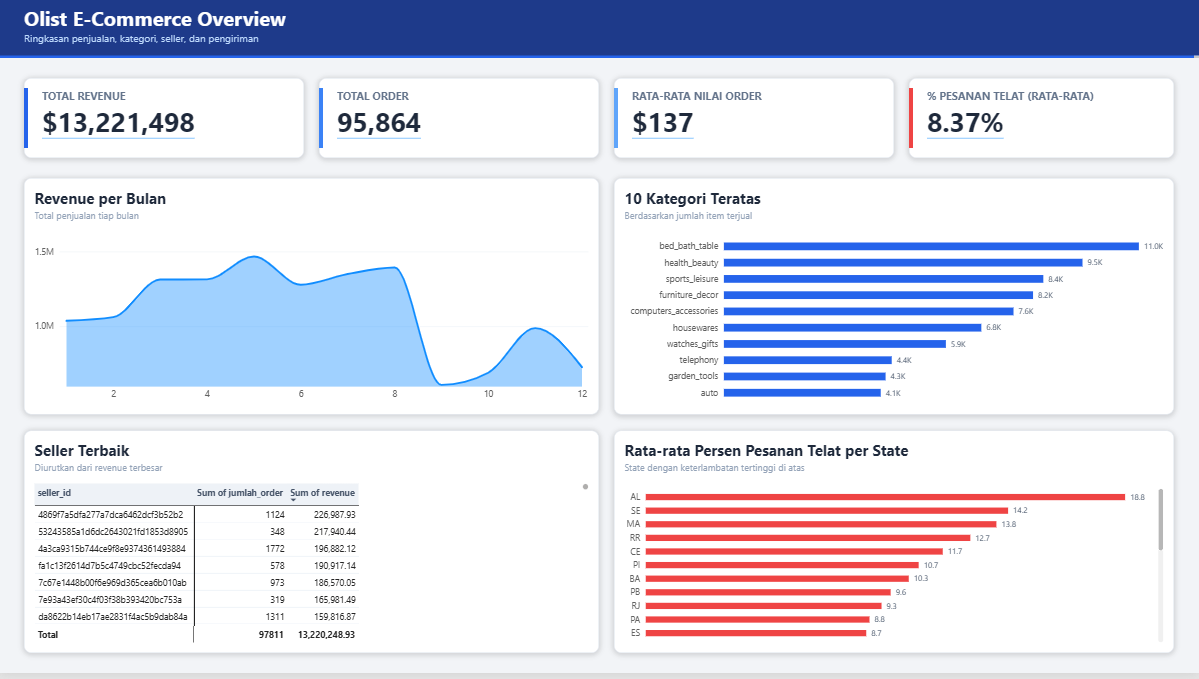 Olist E-Commerce Overview
Ringkasan penjualan, kategori, seller, dan pengiriman
TOTAL REVENUE
$13,221,498
TOTAL ORDER
95,864
RATA-RATA NILAI ORDER
$137
% PESANAN TELAT (RATA-RATA)
8.37%
Revenue per Bulan
Total penjualan tiap bulan
1.5M
1.0M
2 4 6 8 10 12
10 Kategori Teratas
Berdasarkan jumlah item terjual
bed_bath_table 11.0K
health_beauty 9.5K
sports_leisure 8.4K
furniture_decor 8.2K
computers_accessories 7.6K
housewares 6.8K
watches_gifts 5.9K
telephony 4.4K
garden_tools 4.3K
auto 4.1K
Seller Terbaik
Diurutkan dari revenue terbesar
seller_id Sum of jumlah_order Sum of revenue
4869f7a5dfa277a7dca6462dcf3b52b2 1124 226,987.93
53243585a1d6dc2643021fd1853d8905 348 217,940.44
4a3ca9315b744ce9f8e9374361493884 1772 196,882.12
fa1c13f2614d7b5c4749cbc52fecda94 578 190,917.14
7c67e1448b00f6e969d365cea6b010ab 973 186,570.05
7e93a43ef30c4f03f38b393420bc753a 319 165,981.49
da8622b14eb17ae2831f4ac5b9dab84a 1311 159,816.87
Total 97811 13,220,248.93
Rata-rata Persen Pesanan Telat per State
State dengan keterlambatan tertinggi di atas
AL 18.8
SE 14.2
MA 13.8
RR 12.7
CE 11.7
PI 10.7
BA 10.3
PB 9.6
RJ 9.3
PA 8.8
ES 8.7